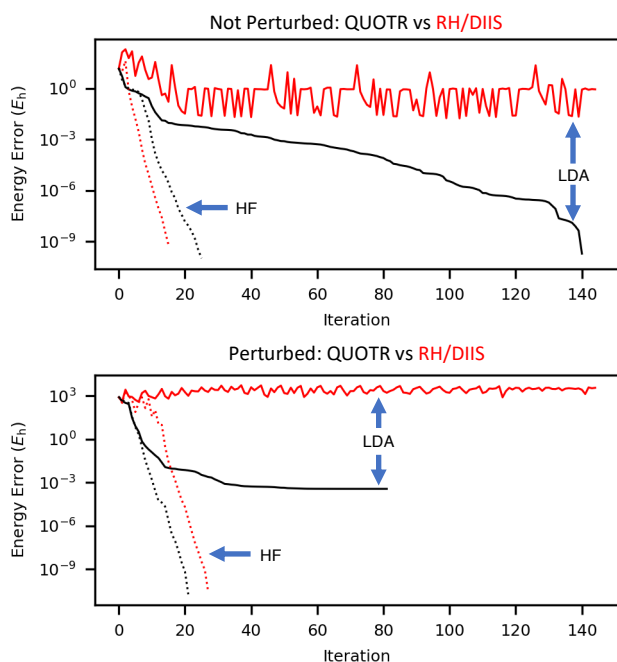 Not Perturbed: QUOTR vs RH/DIIS
Energy Error (E_h)
10^0
10^-3
10^-6
10^-9
LDA
HF
0 20 40 60 80 100 120 140
Iteration
Perturbed: QUOTR vs RH/DIIS
Energy Error (E_h)
10^3
10^0
10^-3
10^-6
10^-9
LDA
HF
0 20 40 60 80 100 120 140
Iteration